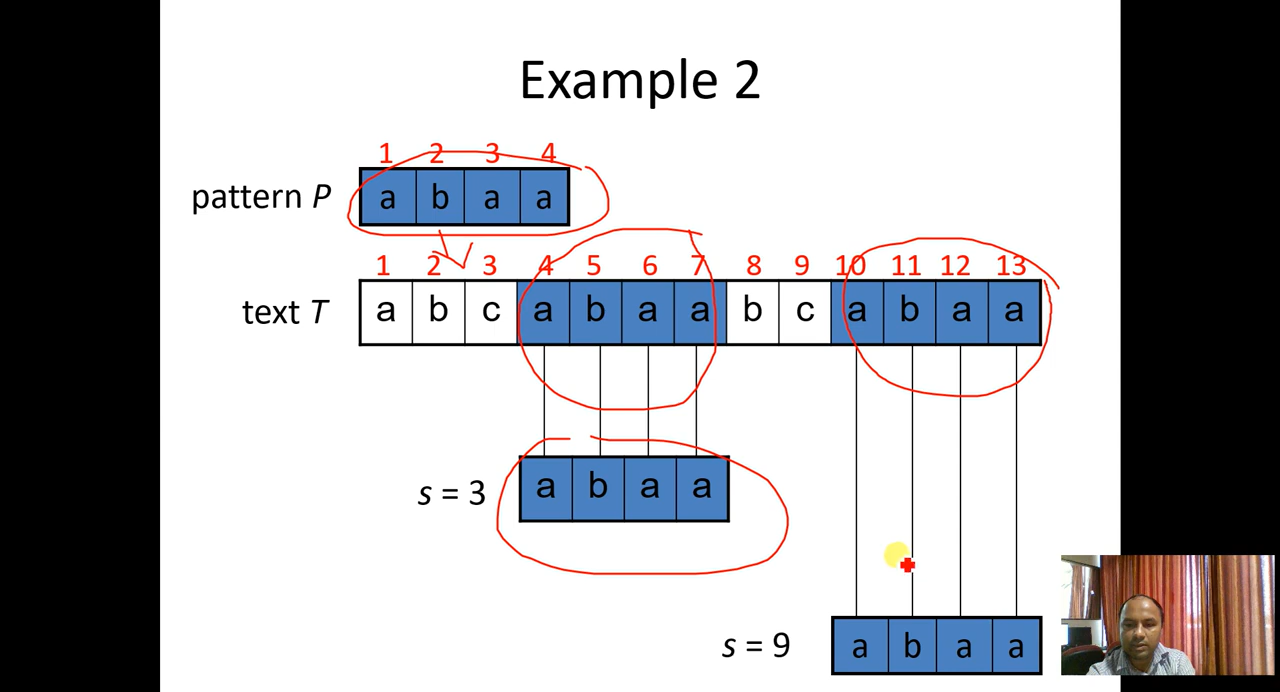 Example 2
1 2 3 4
pattern P a b a a
1 2 3 4 5 6 7 8 9 10 11 12 13
text T a b c a b a a b c a b a a
s = 3 a b a a
s = 9 a b a a